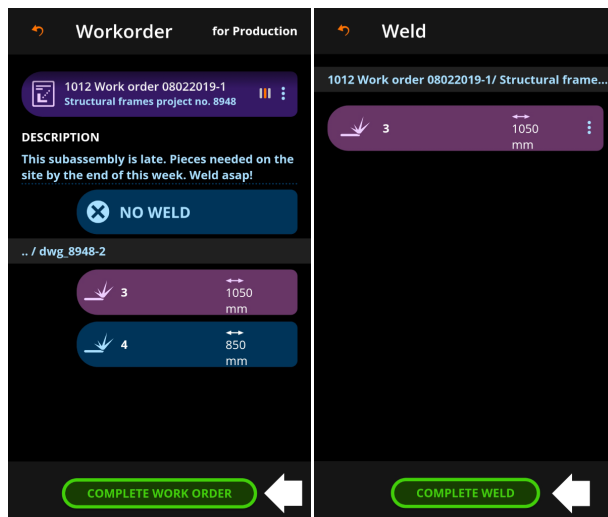 Workorder
for Production
1012 Work order 08022019-1
Structural frames project no. 8948
DESCRIPTION
This subassembly is late. Pieces needed on the
site by the end of this week. Weld asap!
NO WELD
.. / dwg_8948-2
3
1050
mm
4
850
mm
COMPLETE WORK ORDER
Weld
1012 Work order 08022019-1/ Structural frame...
3
1050
mm
COMPLETE WELD